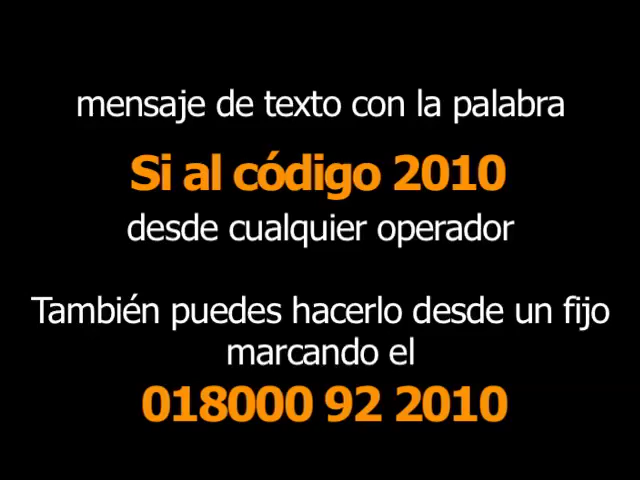 mensaje de texto con la palabra
Si al código 2010
desde cualquier operador
También puedes hacerlo desde un fijo
marcando el
018000 92 2010